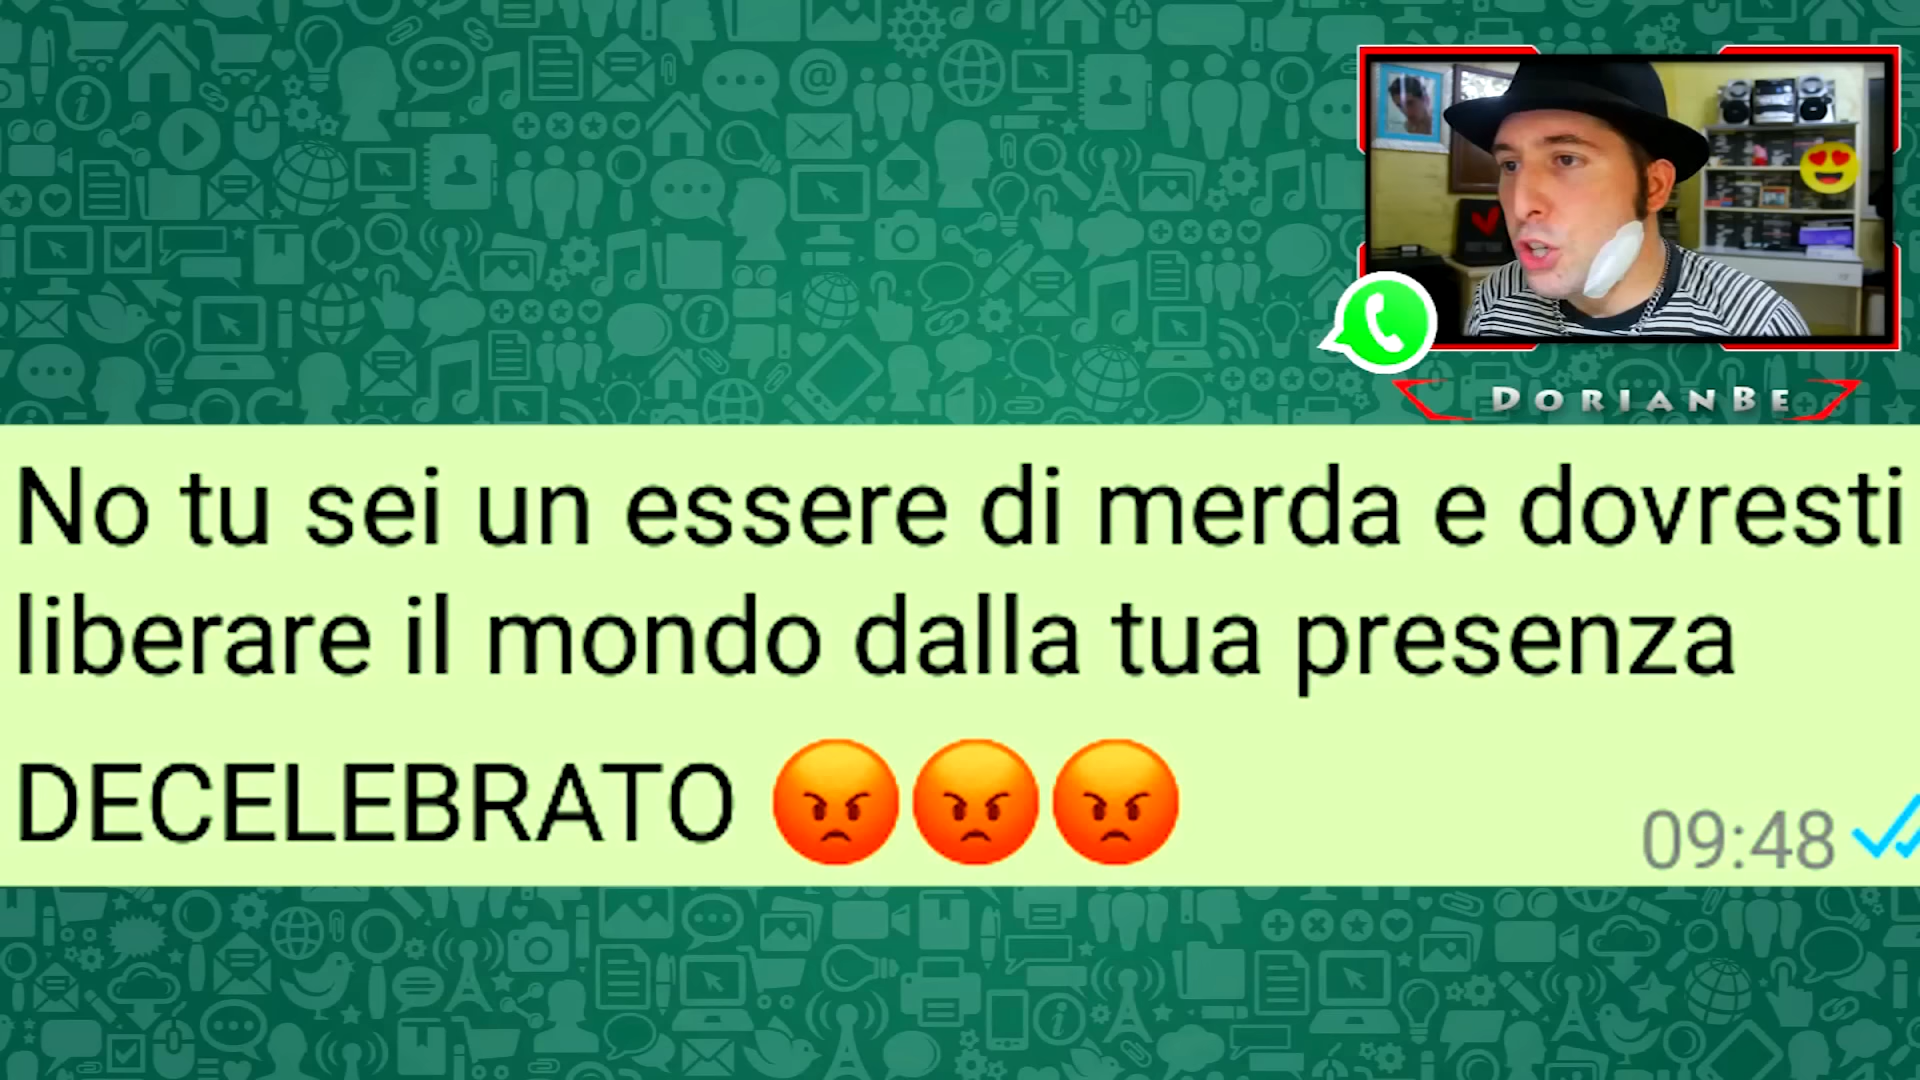 DORIANBE
No tu sei un essere di merda e dovresti
liberare il mondo dalla tua presenza
DECELEBRATO 😡😡😡
09:48